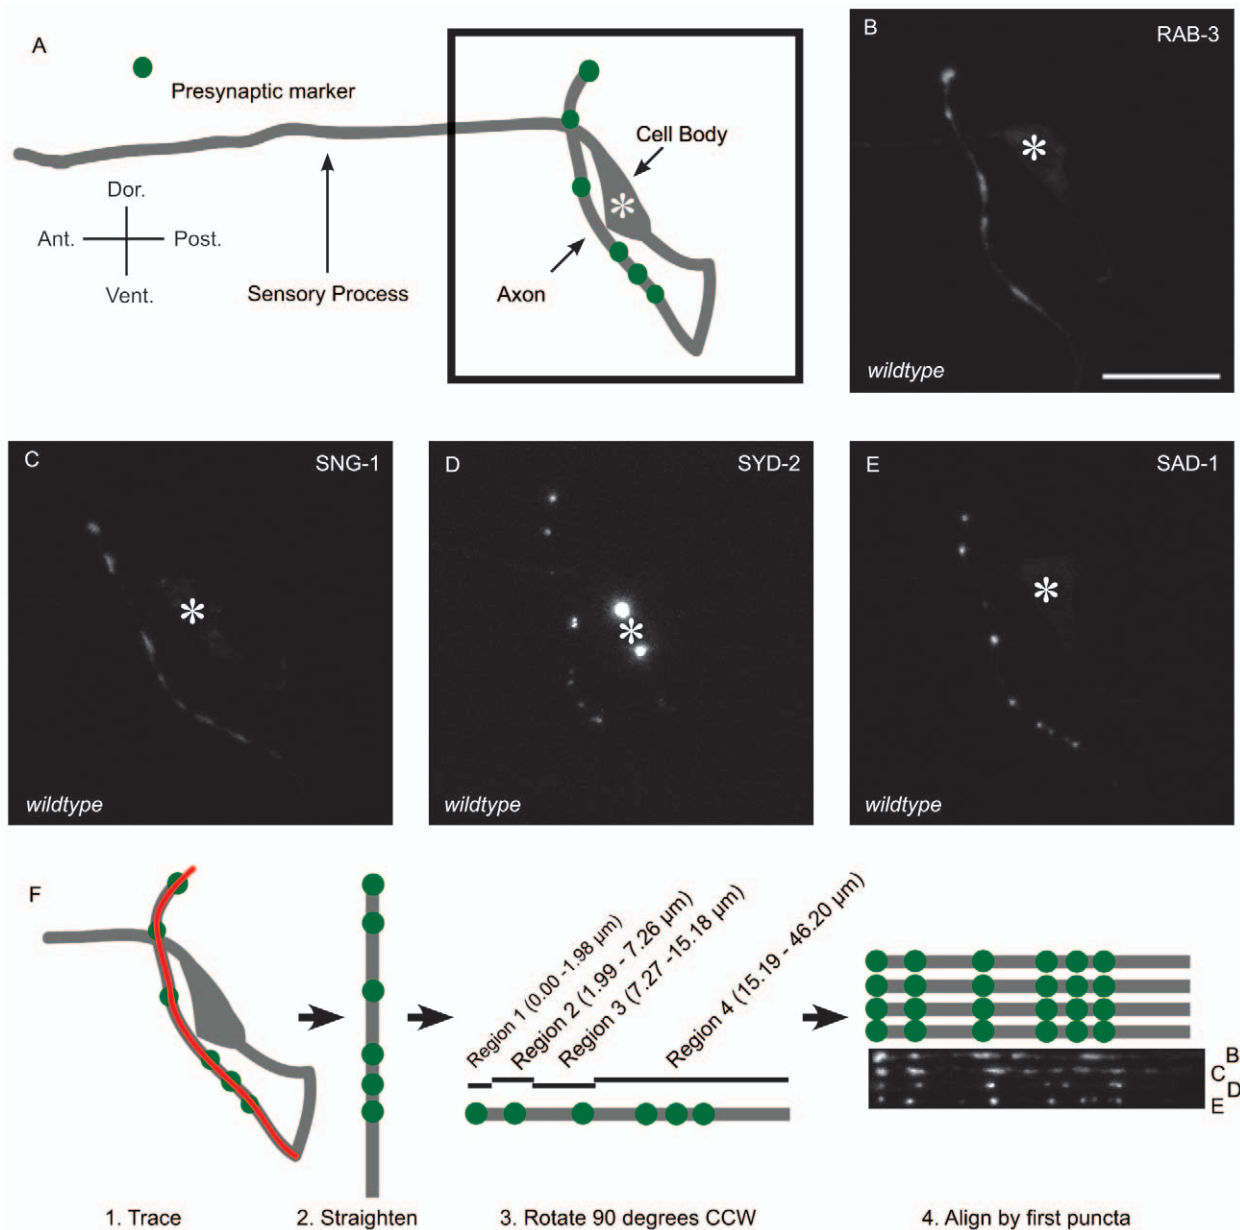 A
Presynaptic marker
Cell Body
Dor.
Ant.
Post.
Vent.
Sensory Process
Axon
B
RAB-3
wildtype
C
SNG-1
wildtype
D
SYD-2
E
SAD-1
wildtype
F
Region 1 (0.00 -1.98 µm)
Region 2 (1.99 - 7.26 µm)
Region 3 (7.27 -15.18 µm)
Region 4 (15.19 - 46.20 µm)
B
C
D
E
1. Trace
2. Straighten
3. Rotate 90 degrees CCW
4. Align by first puncta
wildtype